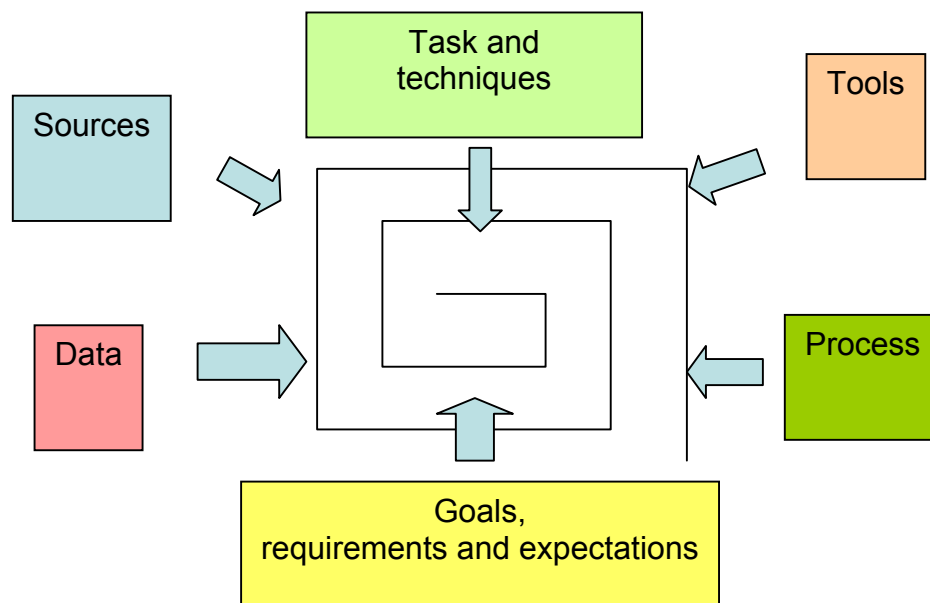 Task and
techniques
Tools
Sources
Data
Process
Goals,
requirements and expectations